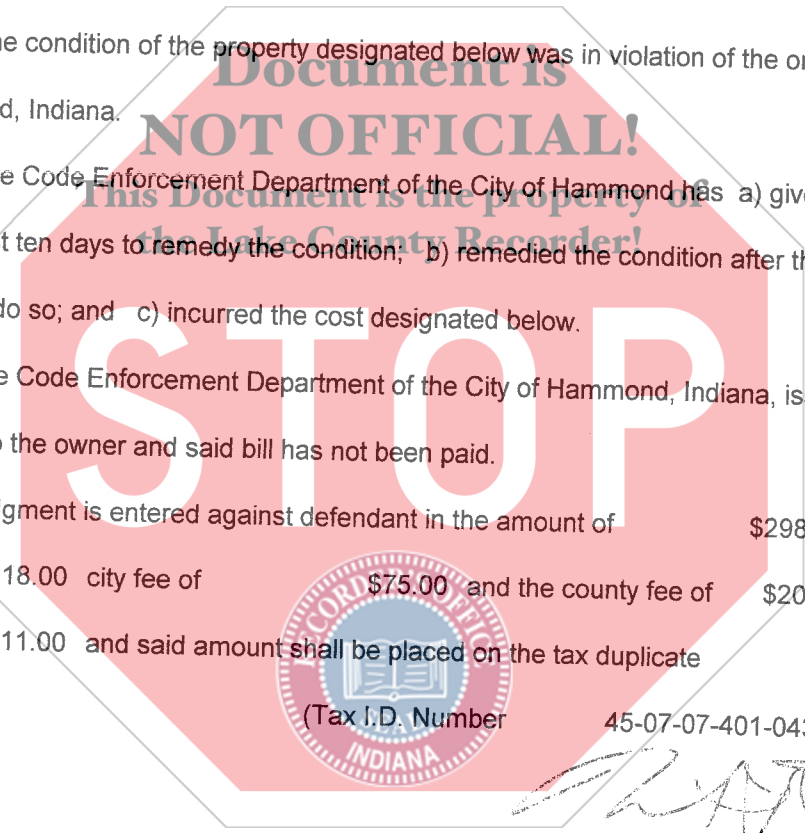 ne condition of the property designated below was in violation of the or
Document is
d, Indiana.
NOT OFFICIAL!
e Code Enforcement Department of the City of Hammond has a) give
This Document is the property of
t ten days to remedy the condition; b) remedied the condition after th
the Lake County Recorder!
do so; and c) incurred the cost designated below.
STOP
e Code Enforcement Department of the City of Hammond, Indiana, is
o the owner and said bill has not been paid.
gment is entered against defendant in the amount of $298
18.00 city fee of $75.00 and the county fee of $20
RECORDER'S OFFICE
11.00 and said amount shall be placed on the tax duplicate
(Tax I.D. Number 45-07-07-401-043
INDIANA